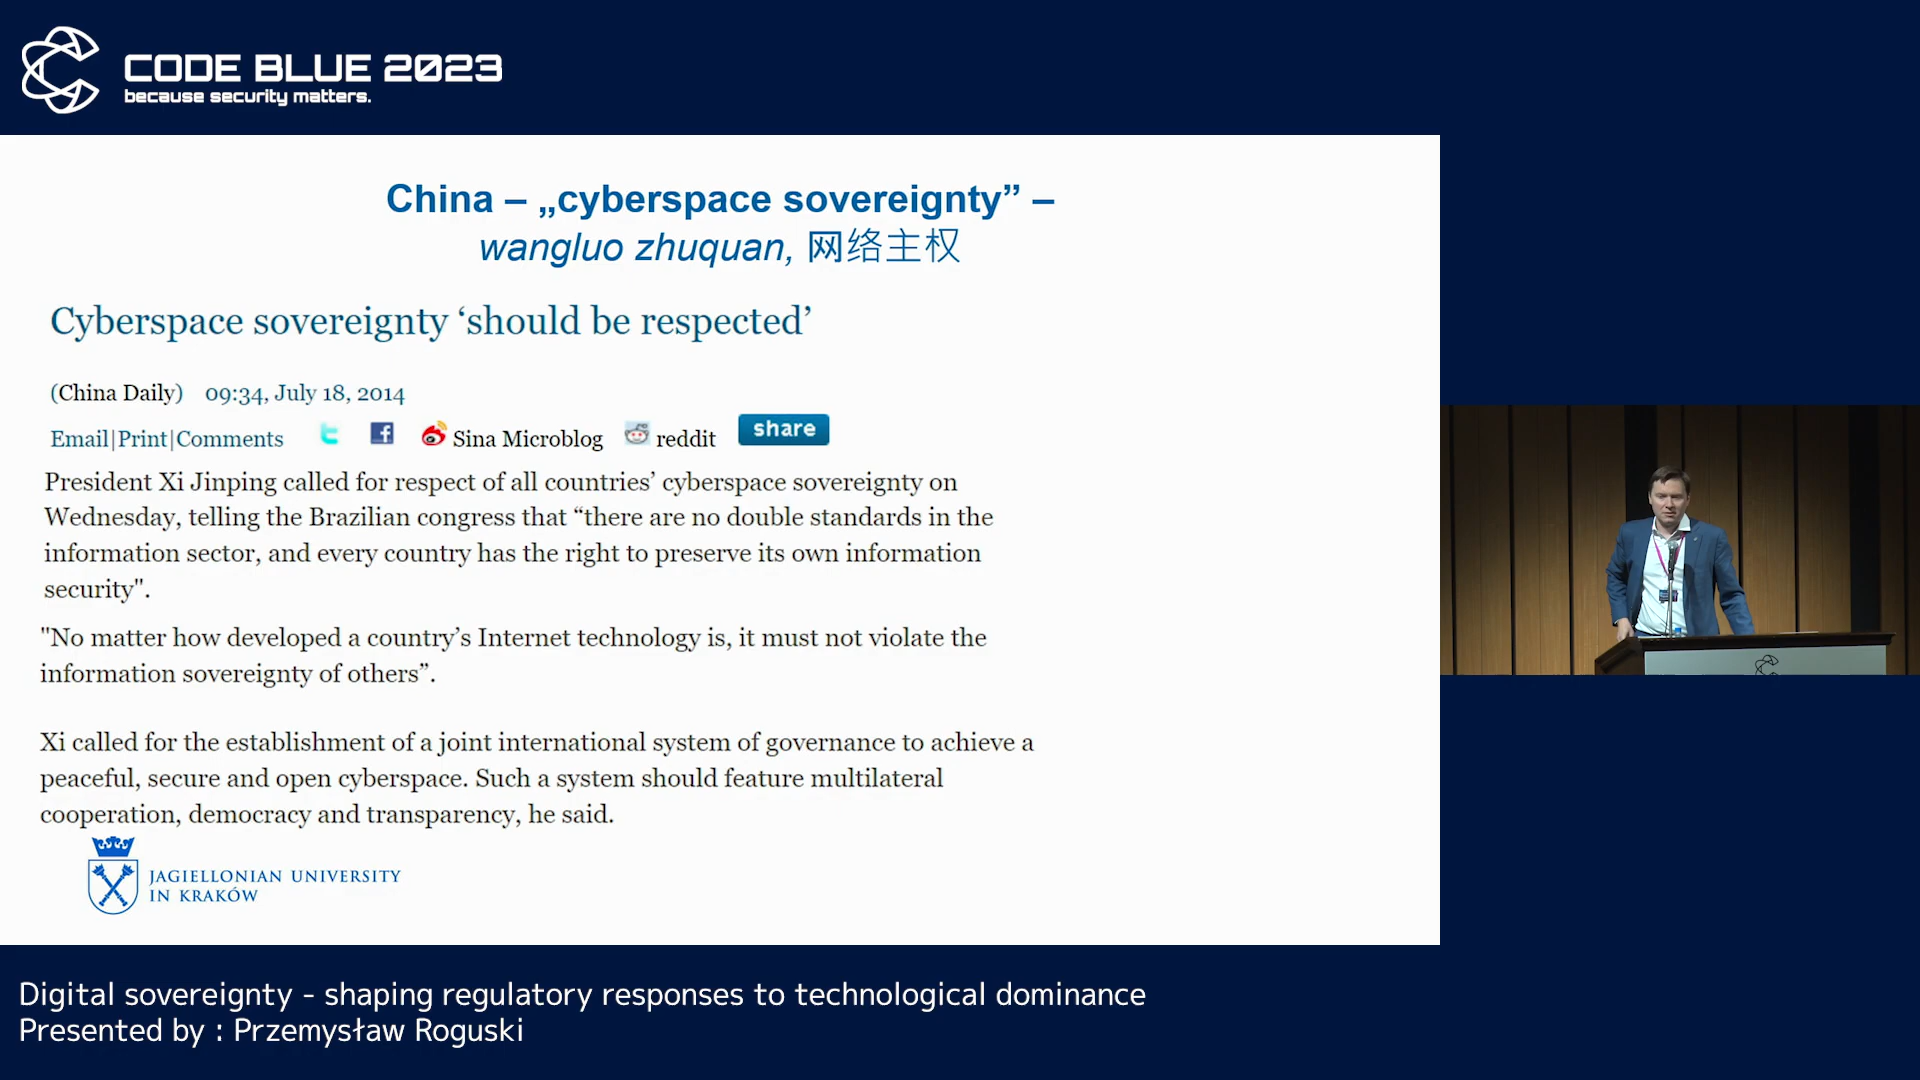 CODE BLUE 2023
because security matters.
China – „cyberspace sovereignty” –
wangluo zhuquan, 网络主权
Cyberspace sovereignty ‘should be respected’
(China Daily) 09:34, July 18, 2014
Email|Print|Comments Sina Microblog reddit share
President Xi Jinping called for respect of all countries’ cyberspace sovereignty on
Wednesday, telling the Brazilian congress that “there are no double standards in the
information sector, and every country has the right to preserve its own information
security".
"No matter how developed a country’s Internet technology is, it must not violate the
information sovereignty of others”.
Xi called for the establishment of a joint international system of governance to achieve a
peaceful, secure and open cyberspace. Such a system should feature multilateral
cooperation, democracy and transparency, he said.
JAGIELLONIAN UNIVERSITY
IN KRAKÓW
Digital sovereignty - shaping regulatory responses to technological dominance
Presented by : Przemysław Roguski